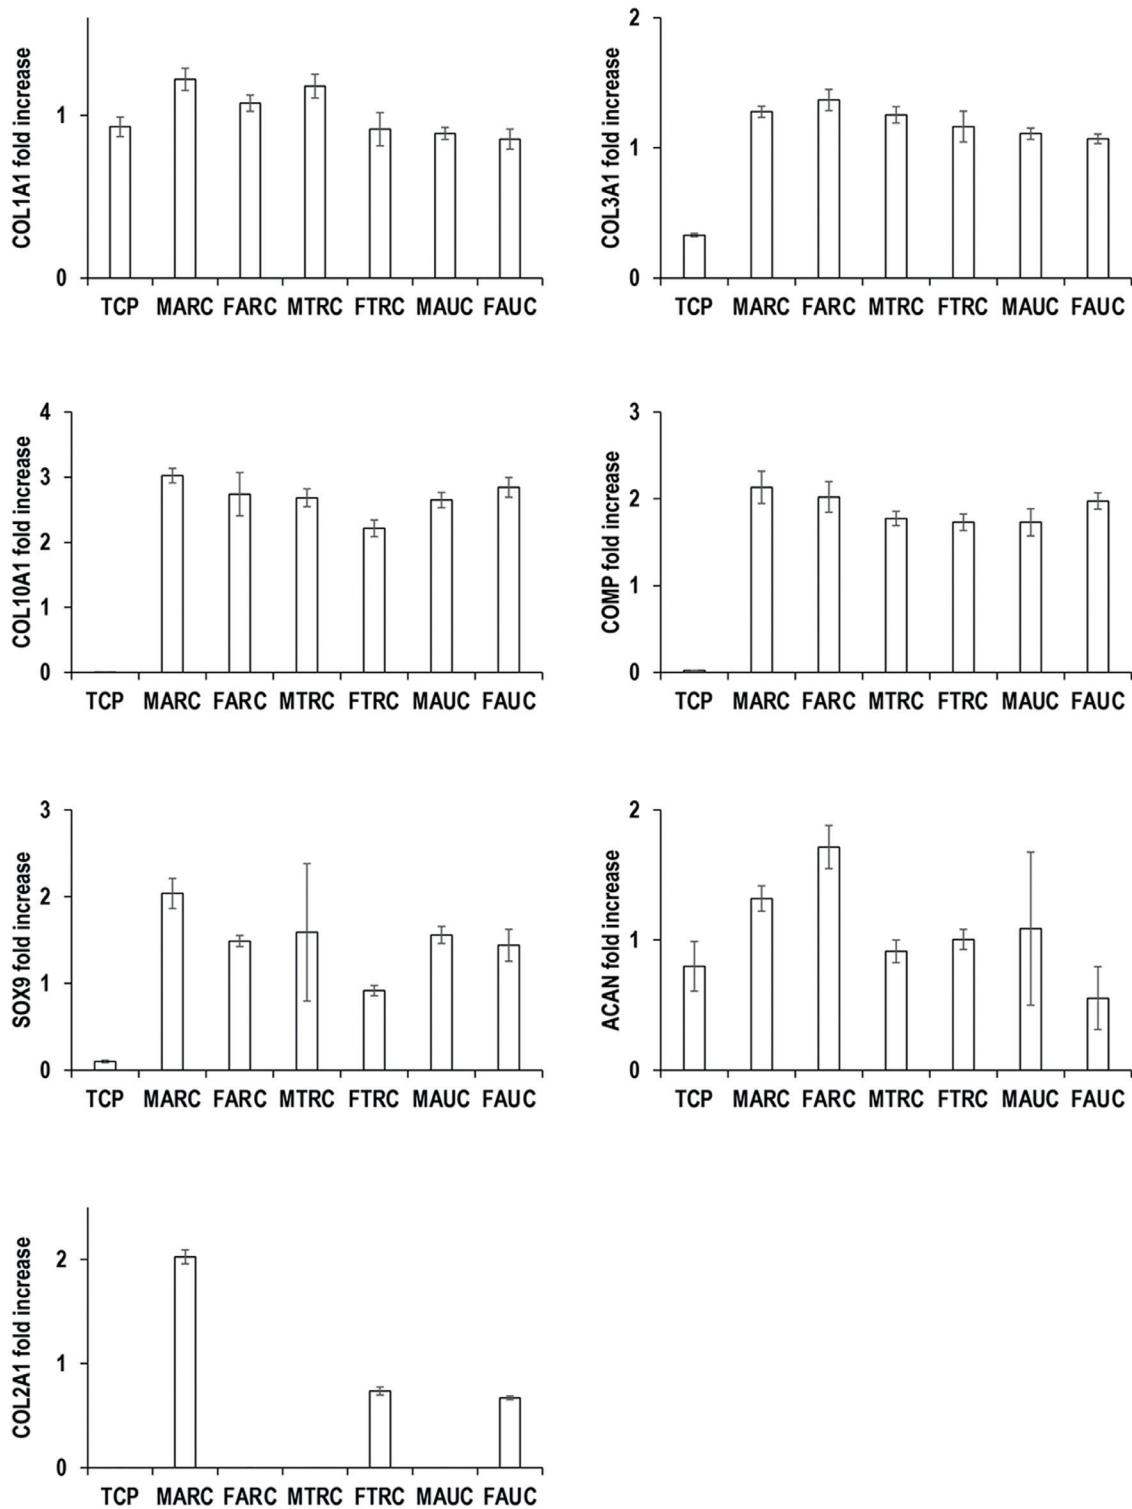 COL1A1 fold increase
1
0
TCP MARC FARC MTRC FTRC MAUC FAUC
COL3A1 fold increase
2
1
0
TCP MARC FARC MTRC FTRC MAUC FAUC
COL10A1 fold increase
4
3
2
1
0
TCP MARC FARC MTRC FTRC MAUC FAUC
COMP fold increase
3
2
1
0
TCP MARC FARC MTRC FTRC MAUC FAUC
SOX9 fold increase
3
2
1
0
TCP MARC FARC MTRC FTRC MAUC FAUC
ACAN fold increase
2
1
0
TCP MARC FARC MTRC FTRC MAUC FAUC
COL2A1 fold increase
2
1
0
TCP MARC FARC MTRC FTRC MAUC FAUC